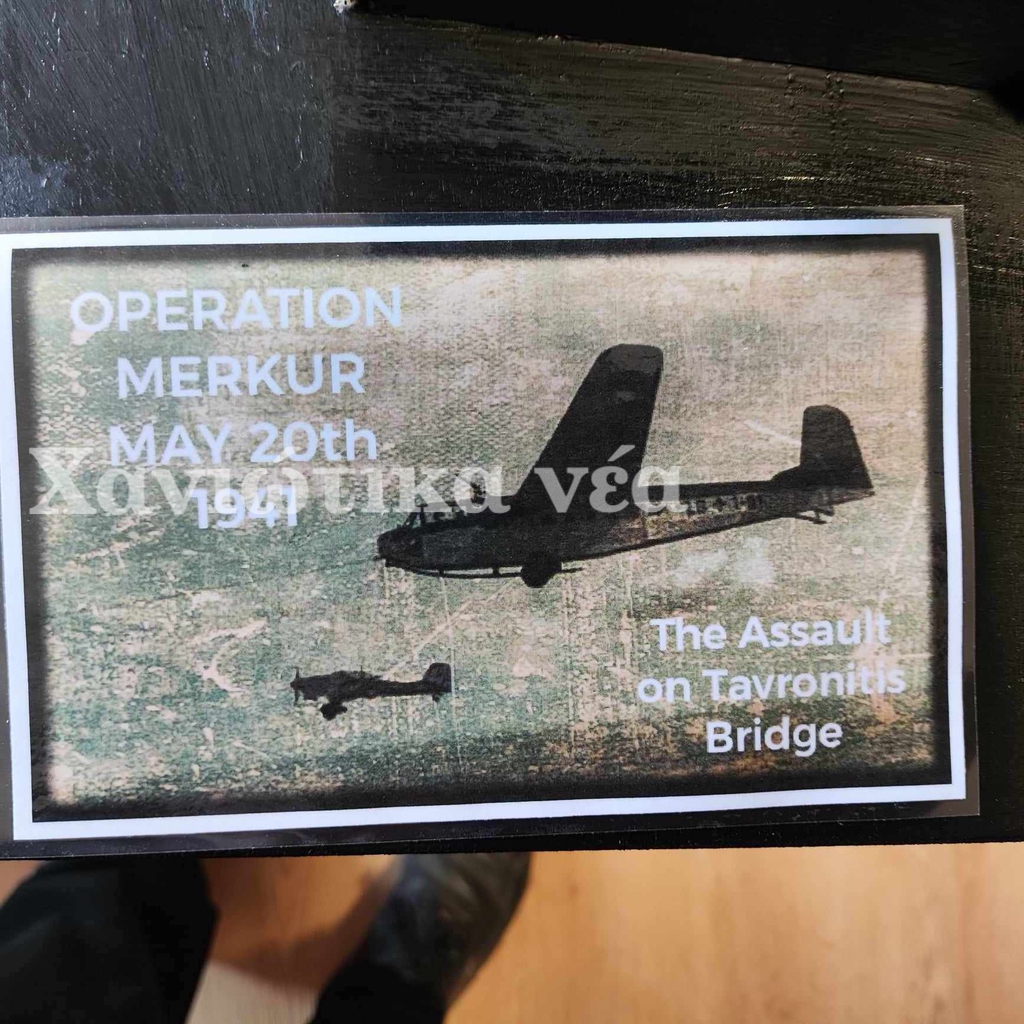 OPERATION
MERKUR
MAY 20th
1941
Χανιώτικα νέα
The Assault
on Tavronitis
Bridge